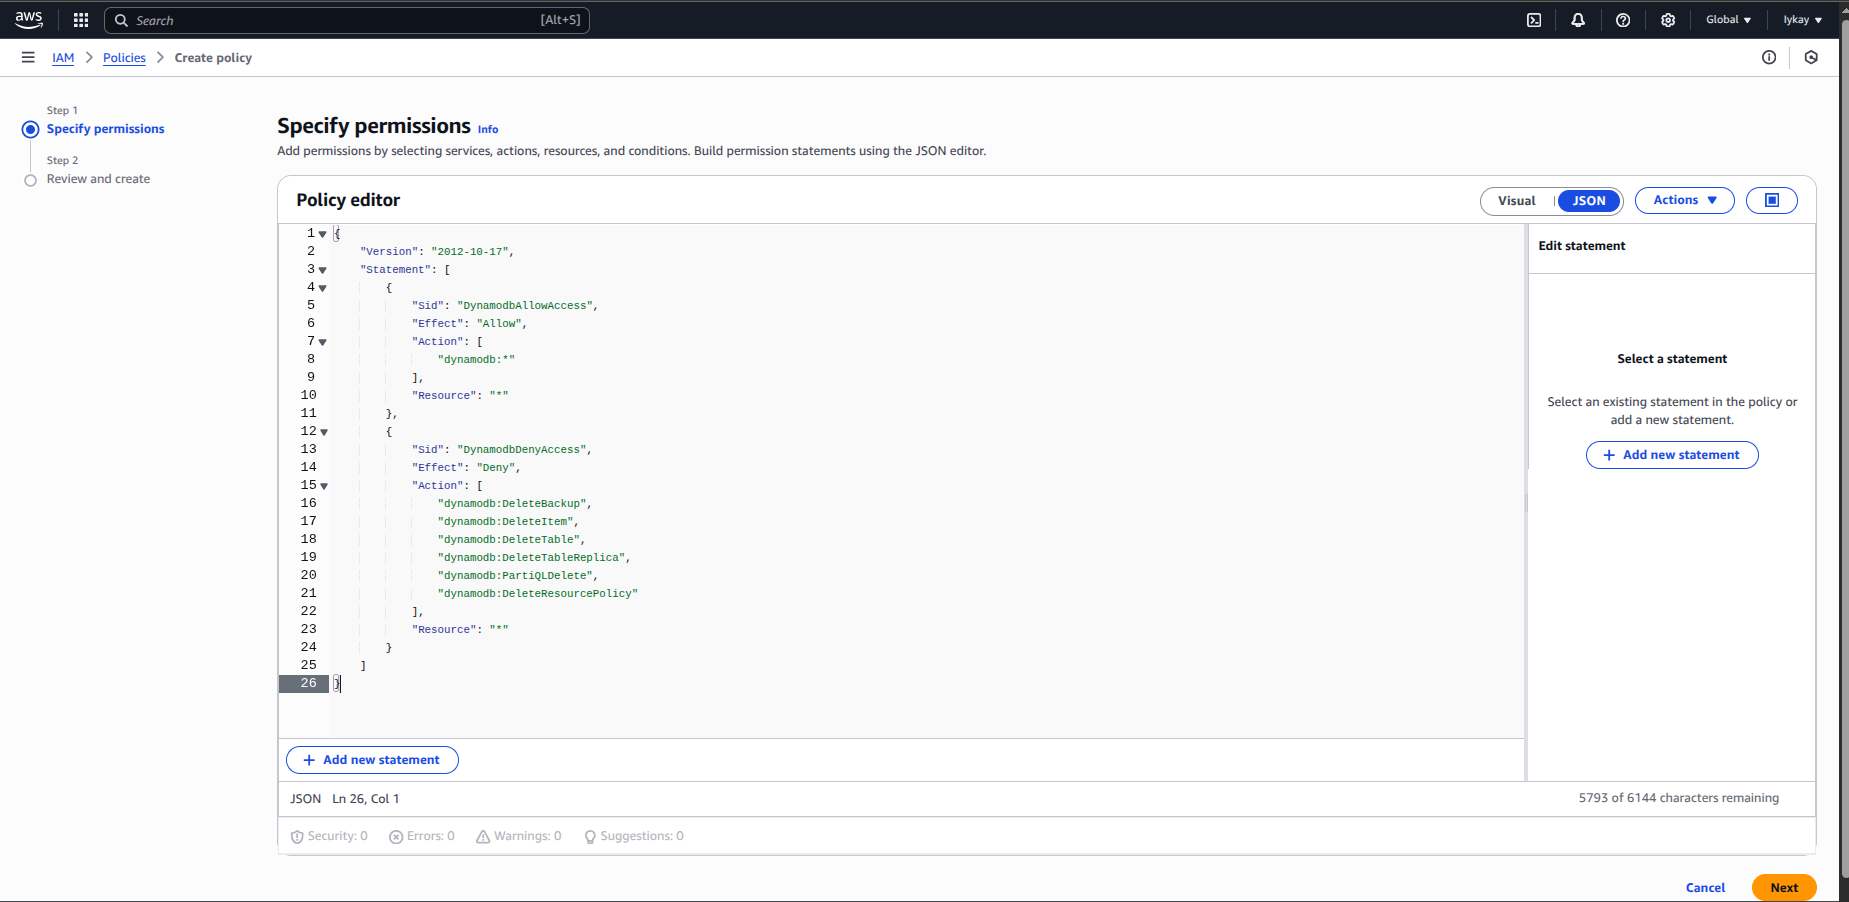 aws
Search [Alt+S]
Global Iykay
IAM Policies Create policy
Step 1
Specify permissions
Step 2
Review and create
Specify permissions Info
Add permissions by selecting services, actions, resources, and conditions. Build permission statements using the JSON editor.
Policy editor
Visual JSON Actions
1 {
2 "Version": "2012-10-17",
3 "Statement": [
4 {
5 "Sid": "DynamodbAllowAccess",
6 "Effect": "Allow",
7 "Action": [
8 "dynamodb:*"
9 ],
10 "Resource": "*"
11 },
12 {
13 "Sid": "DynamodbDenyAccess",
14 "Effect": "Deny",
15 "Action": [
16 "dynamodb:DeleteBackup",
17 "dynamodb:DeleteItem",
18 "dynamodb:DeleteTable",
19 "dynamodb:DeleteTableReplica",
20 "dynamodb:PartiQLDelete",
21 "dynamodb:DeleteResourcePolicy"
22 ],
23 "Resource": "*"
24 }
25 ]
26 }
Edit statement
Select a statement
Select an existing statement in the policy or
add a new statement.
+ Add new statement
+ Add new statement
JSON Ln 26, Col 1
5793 of 6144 characters remaining
Security: 0 Errors: 0 Warnings: 0 Suggestions: 0
Cancel Next